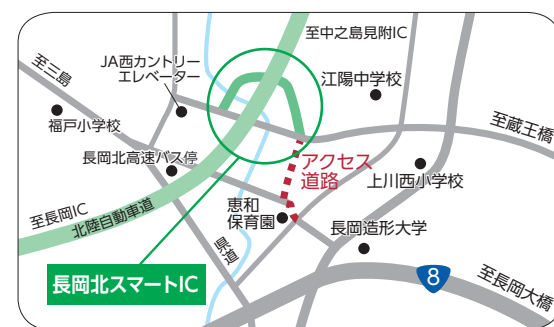 至中之島見附IC
至三島
JA西カントリー
エレベーター
江陽中学校
福戸小学校
至蔵王橋
長岡北高速バス停
アクセス
道路
上川西小学校
至長岡IC
北陸自動車道
恵和
保育園
長岡造形大学
県道
長岡北スマートIC
8
至長岡大橋